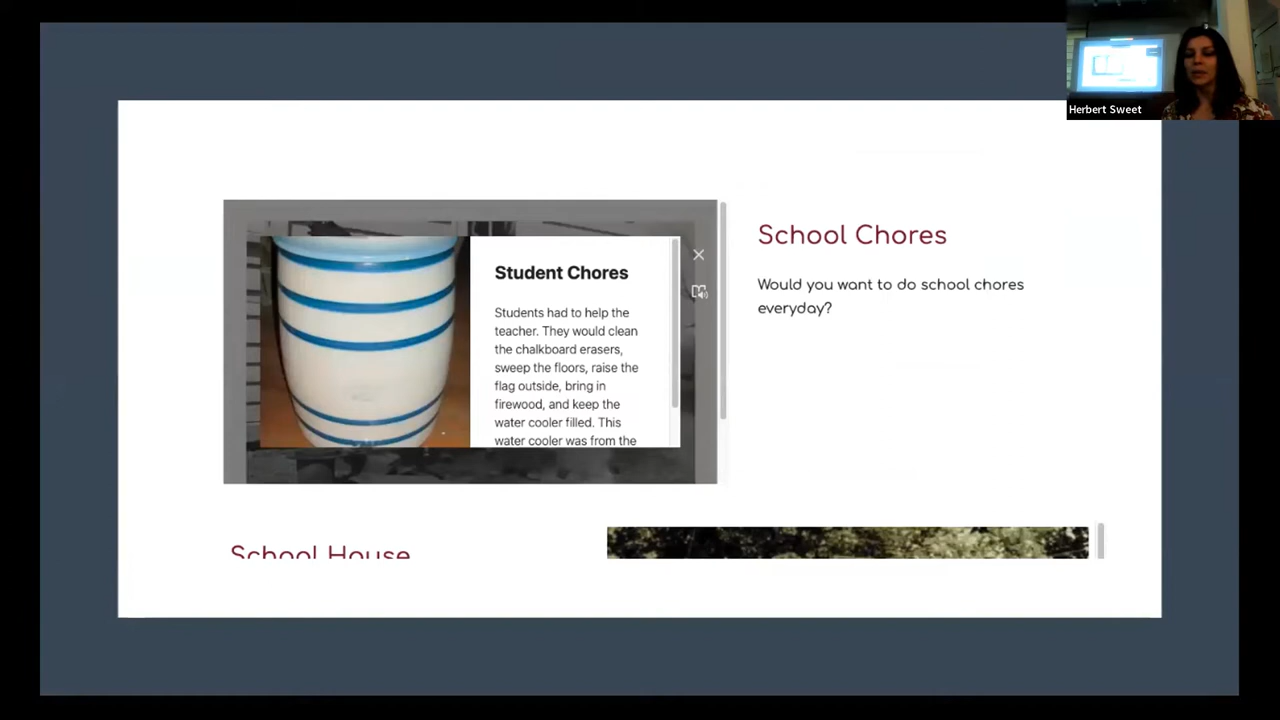 Herbert Sweet
School Chores
Would you want to do school chores
everyday?
Student Chores
Students had to help the
teacher. They would clean
the chalkboard erasers,
sweep the floors, raise the
flag outside, bring in
firewood, and keep the
water cooler filled. This
water cooler was from the
School House